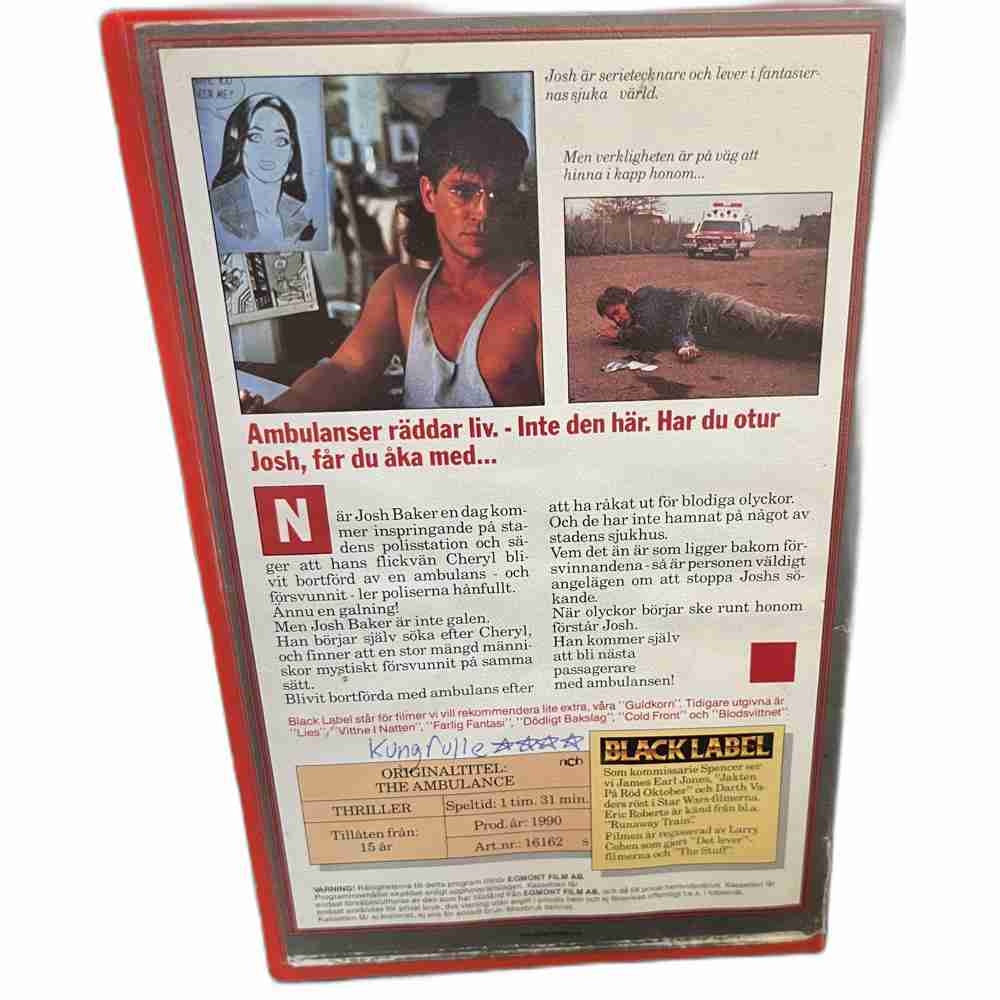 Josh är serietecknare och lever i fantasier-
nas sjuka värld.
Men verkligheten är på väg att
hinna i kapp honom...
Ambulanser räddar liv. - Inte den här. Har du otur
Josh, får du åka med...
När Josh Baker en dag kom-
mer inspringande på sta-
dens polisstation och sä-
ger att hans flickvän Cheryl bli-
vit bortförd av en ambulans - och
försvunnit - ler poliserna hånfullt.
Ännu en galning!
Men Josh Baker är inte galen.
Han börjar själv söka efter Cheryl,
och finner att en stor mängd männi-
skor mystiskt försvunnit på samma
sätt.
Blivit bortförda med ambulans efter
att ha råkat ut för blodiga olyckor.
Och de har inte hamnat på något av
stadens sjukhus.
Vem det än är som ligger bakom för-
svinnandena - så är personen väldigt
angelägen om att stoppa Joshs sö-
kande.
När olyckor börjar ske runt honom
förstår Josh.
Han kommer själv
att bli nästa
passagerare
med ambulansen!
Black Label står för filmer vi vill rekommendera lite extra, våra "Guldkorn". Tidigare utgivna är
"Lies", "Vittne I Natten", "Farlig Fantasi", "Dödligt Bakslag", "Cold Front" och "Blodsvittnet".
Kung rulle
ORIGINALTITEL:
THE AMBULANCE
ncb
THRILLER
Speltid: 1 tim. 31 min.
Tillåten från:
15 år
Prod. år: 1990
Art.nr.: 16162 S
BLACK LABEL
Som kommissarie Spencer ser
vi James Earl Jones, "Jakten
På Röd Oktober" och Darth Va-
ders röst i Star Wars-filmerna.
Eric Roberts är känd från bl.a.
"Runaway Train".
Filmen är regisserad av Larry
Cohen som gjort "Det lever"-
filmerna och "The Stuff".
VARNING! Rättigheterna till detta program tillhör EGMONT FILM AB.